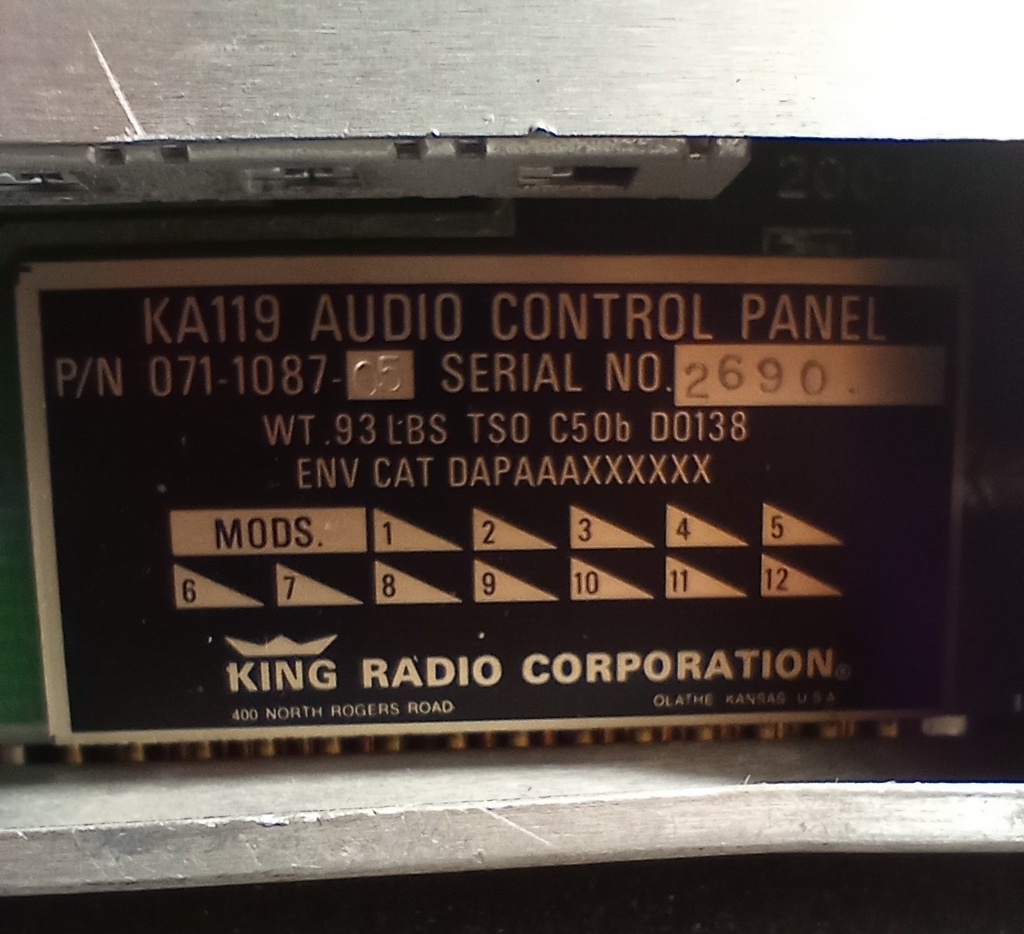 KA119 AUDIO CONTROL PANEL
P/N 071-1087-05 SERIAL NO. 2690.
WT .93 LBS TSO C50b D0138
ENV CAT DAPAAAXXXXXX
MODS. 1 2 3 4 5
6 7 8 9 10 11 12
KING RADIO CORPORATION®
400 NORTH ROGERS ROAD OLATHE KANSAS U S A